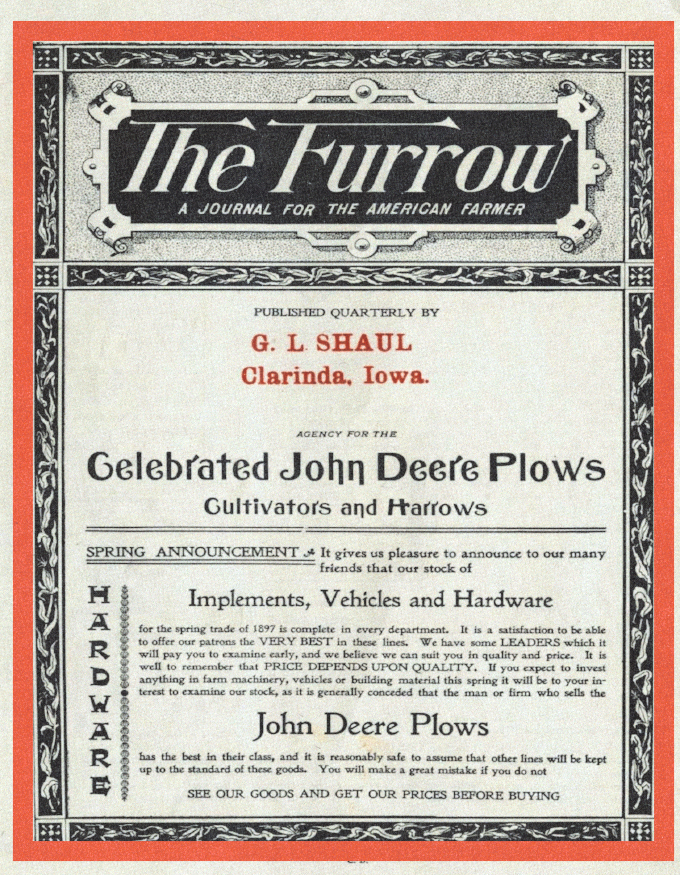 The Furrow
A JOURNAL FOR THE AMERICAN FARMER
PUBLISHED QUARTERLY BY
G. L. SHAUL
Clarinda, Iowa.
AGENCY FOR THE
Celebrated John Deere Plows
Cultivators and Harrows
SPRING ANNOUNCEMENT It gives us pleasure to announce to our many
friends that our stock of
HARDWARE
Implements, Vehicles and Hardware
for the spring trade of 1897 is complete in every department. It is a satisfaction to be able
to offer our patrons the VERY BEST in these lines. We have some LEADERS which it
will pay you to examine early, and we believe we can suit you in quality and price. It is
well to remember that PRICE DEPENDS UPON QUALITY. If you expect to invest
anything in farm machinery, vehicles or building material this spring it will be to your in-
terest to examine our stock, as it is generally conceded that the man or firm who sells the
John Deere Plows
has the best in their class, and it is reasonably safe to assume that other lines will be kept
up to the standard of these goods. You will make a great mistake if you do not
SEE OUR GOODS AND GET OUR PRICES BEFORE BUYING